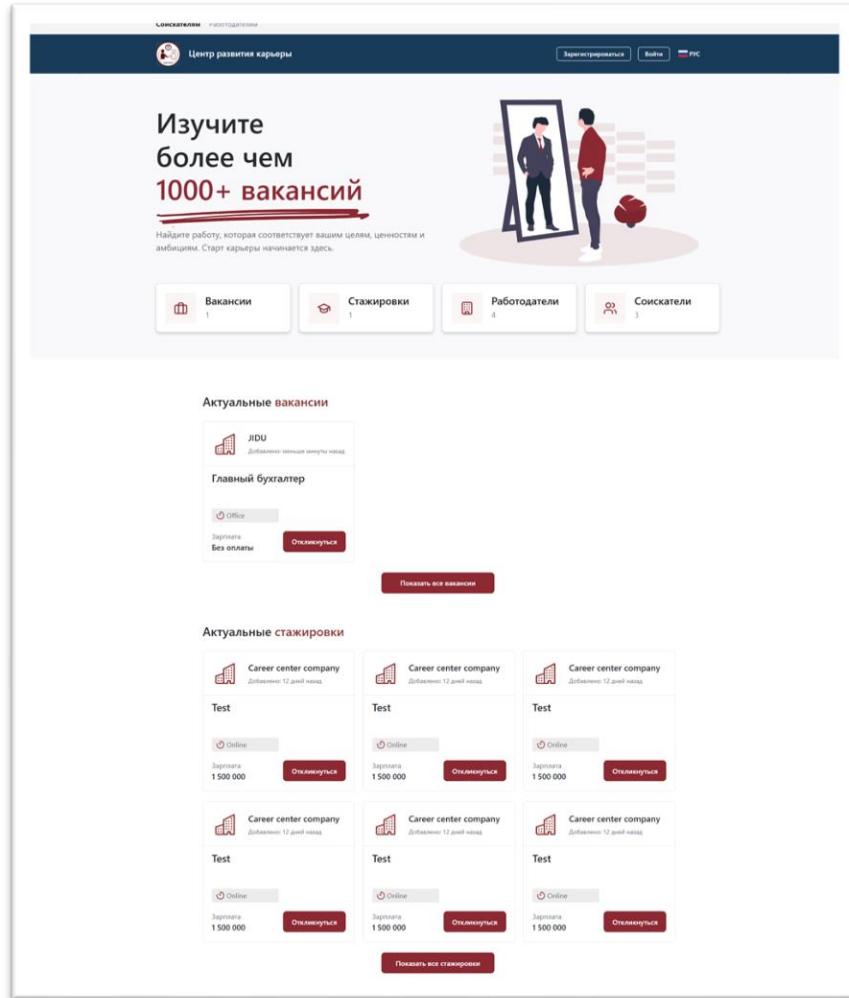 Соискателям Работодателям
Центр развития карьеры
Зарегистрироваться Войти РУС
Изучите
более чем
1000+ вакансий
Найдите работу, которая соответствует вашим целям, ценностям и
амбициям. Старт карьеры начинается здесь.
Вакансии
1
Стажировки
1
Работодатели
4
Соискатели
3
Актуальные вакансии
JIDU
Добавлено: меньше минуты назад
Главный бухгалтер
Office
Зарплата
Без оплаты
Откликнуться
Показать все вакансии
Актуальные стажировки
Career center company
Добавлено: 12 дней назад
Test
Online
Зарплата
1 500 000
Откликнуться
Career center company
Добавлено: 12 дней назад
Test
Online
Зарплата
1 500 000
Откликнуться
Career center company
Добавлено: 12 дней назад
Test
Online
Зарплата
1 500 000
Откликнуться
Career center company
Добавлено: 12 дней назад
Test
Online
Зарплата
1 500 000
Откликнуться
Career center company
Добавлено: 12 дней назад
Test
Online
Зарплата
1 500 000
Откликнуться
Career center company
Добавлено: 12 дней назад
Test
Online
Зарплата
1 500 000
Откликнуться
Показать все стажировки